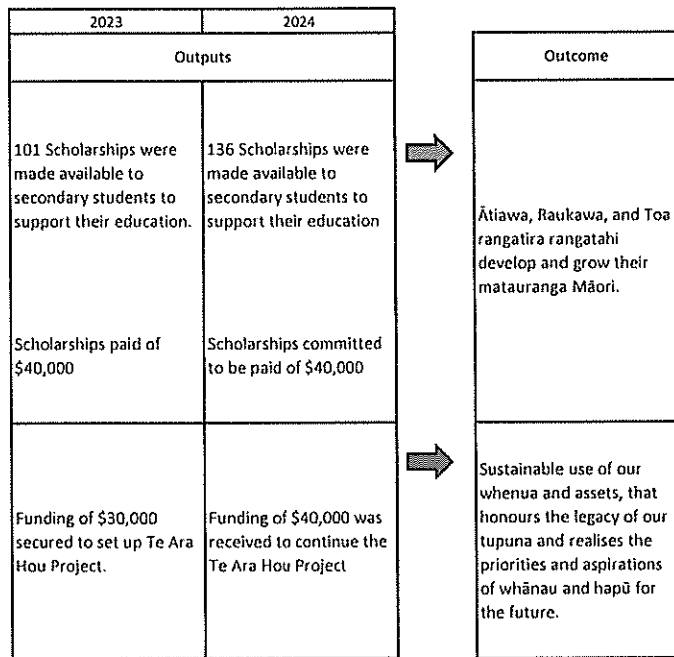 2023
2024
Outputs
Outcome
101 Scholarships were
made available to
secondary students to
support their education.
136 Scholarships were
made available to
secondary students to
support their education
Ātiawa, Raukawa, and Toa
rangatira rangatahi
develop and grow their
matauranga Māori.
Scholarships paid of
$40,000
Scholarships committed
to be paid of $40,000
Funding of $30,000
secured to set up Te Ara
Hou Project.
Funding of $40,000 was
received to continue the
Te Ara Hou Project
Sustainable use of our
whenua and assets, that
honours the legacy of our
tupuna and realises the
priorities and aspirations
of whānau and hapū for
the future.